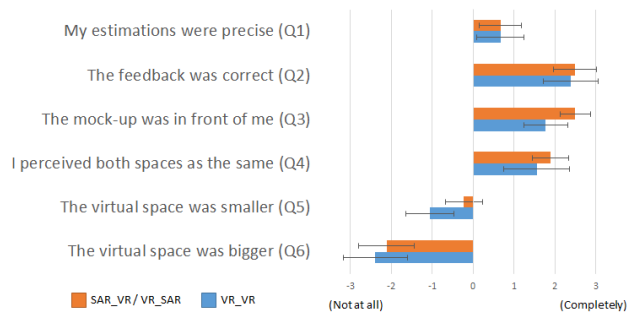 My estimations were precise (Q1)
The feedback was correct (Q2)
The mock-up was in front of me (Q3)
I perceived both spaces as the same (Q4)
The virtual space was smaller (Q5)
The virtual space was bigger (Q6)
-3 -2 -1 0 1 2 3
SAR_VR / VR_SAR VR_VR (Not at all) (Completely)